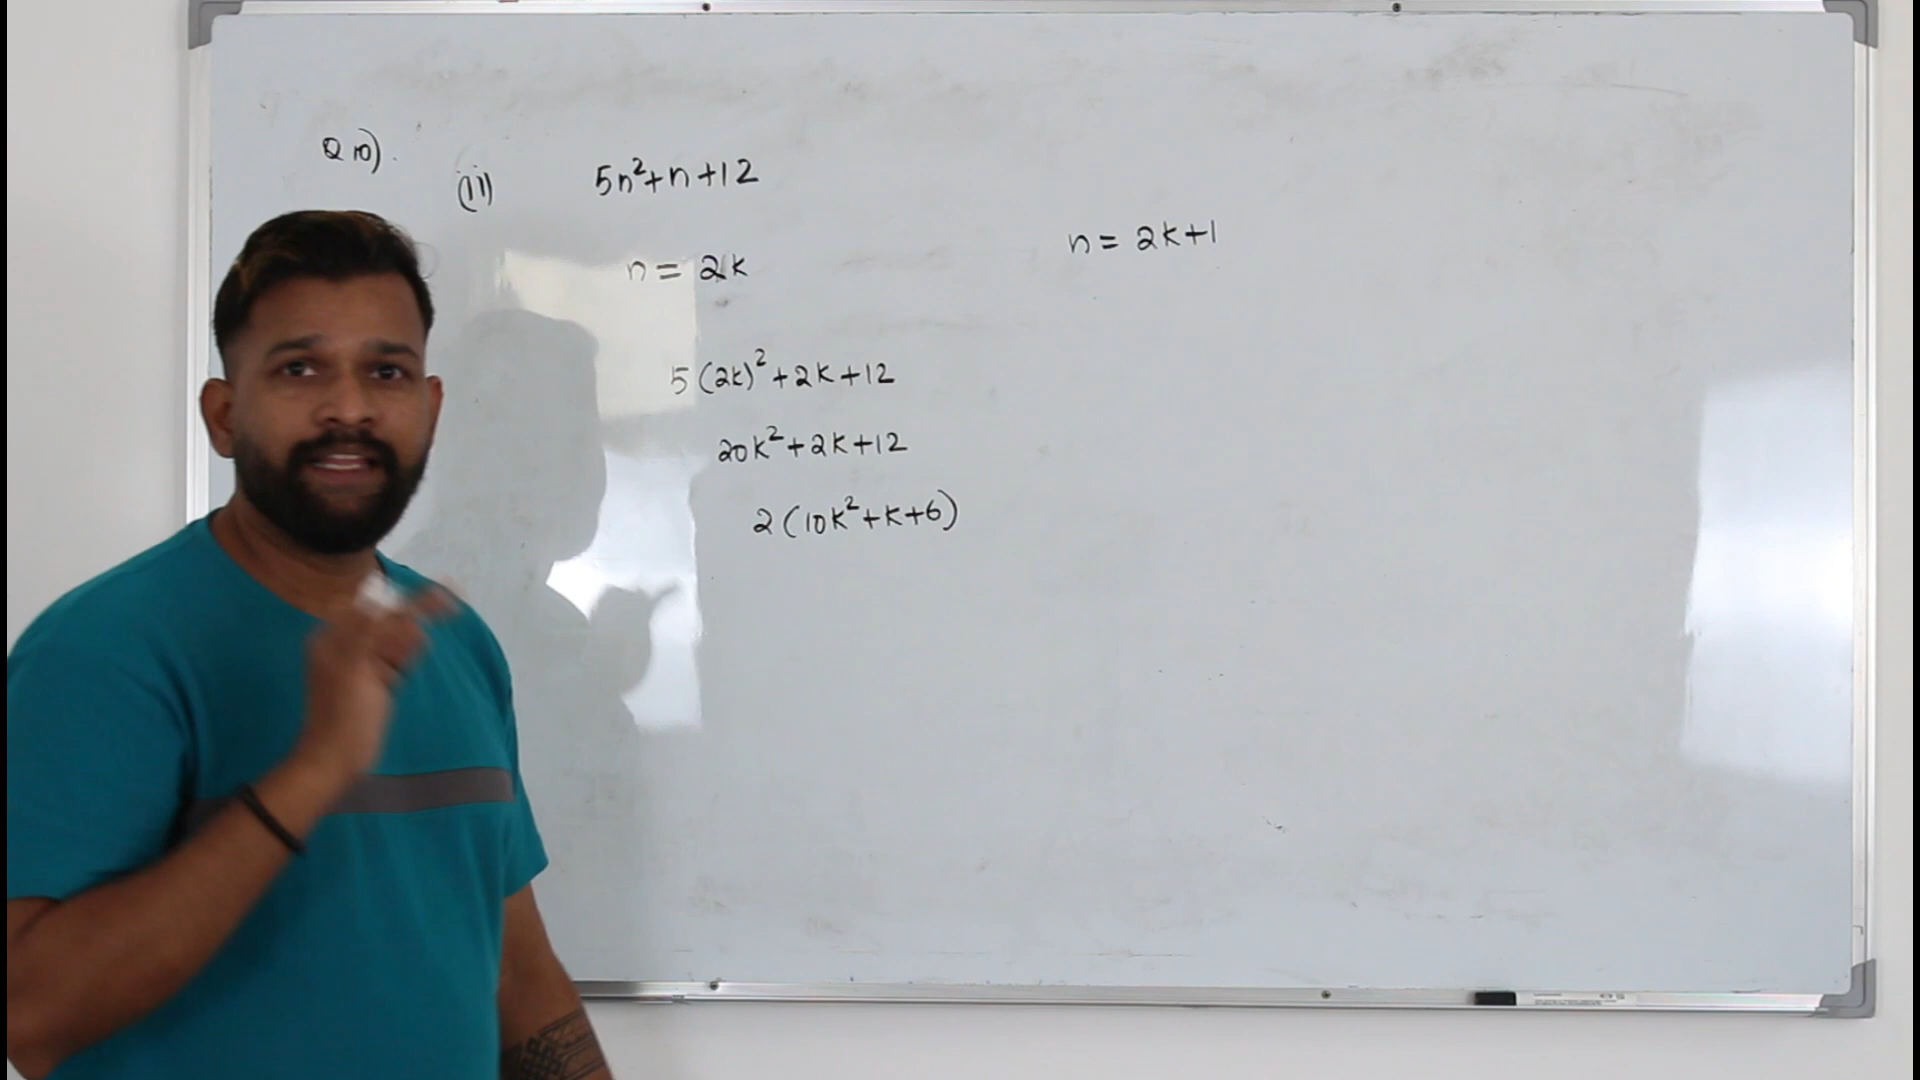 Q 10).
(ii) 5n²+n+12
n = 2k
n = 2k+1
5(2k)²+2k+12
20k²+2k+12
2(10k²+k+6)